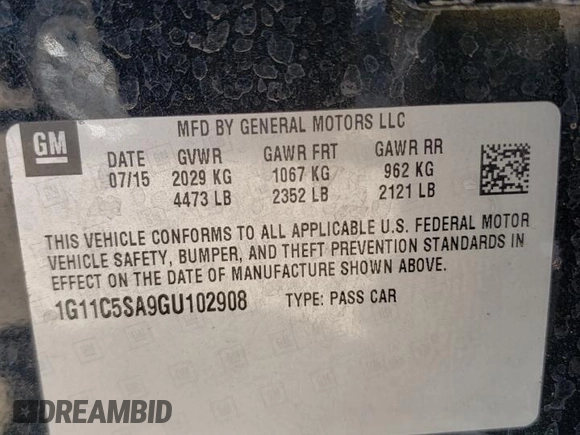 GM
MFD BY GENERAL MOTORS LLC
DATE GVWR GAWR FRT GAWR RR
07/15 2029 KG 1067 KG 962 KG
4473 LB 2352 LB 2121 LB
THIS VEHICLE CONFORMS TO ALL APPLICABLE U.S. FEDERAL MOTOR
VEHICLE SAFETY, BUMPER, AND THEFT PREVENTION STANDARDS IN
EFFECT ON THE DATE OF MANUFACTURE SHOWN ABOVE.
1G11C5SA9GU102908 TYPE: PASS CAR
DREAMBID